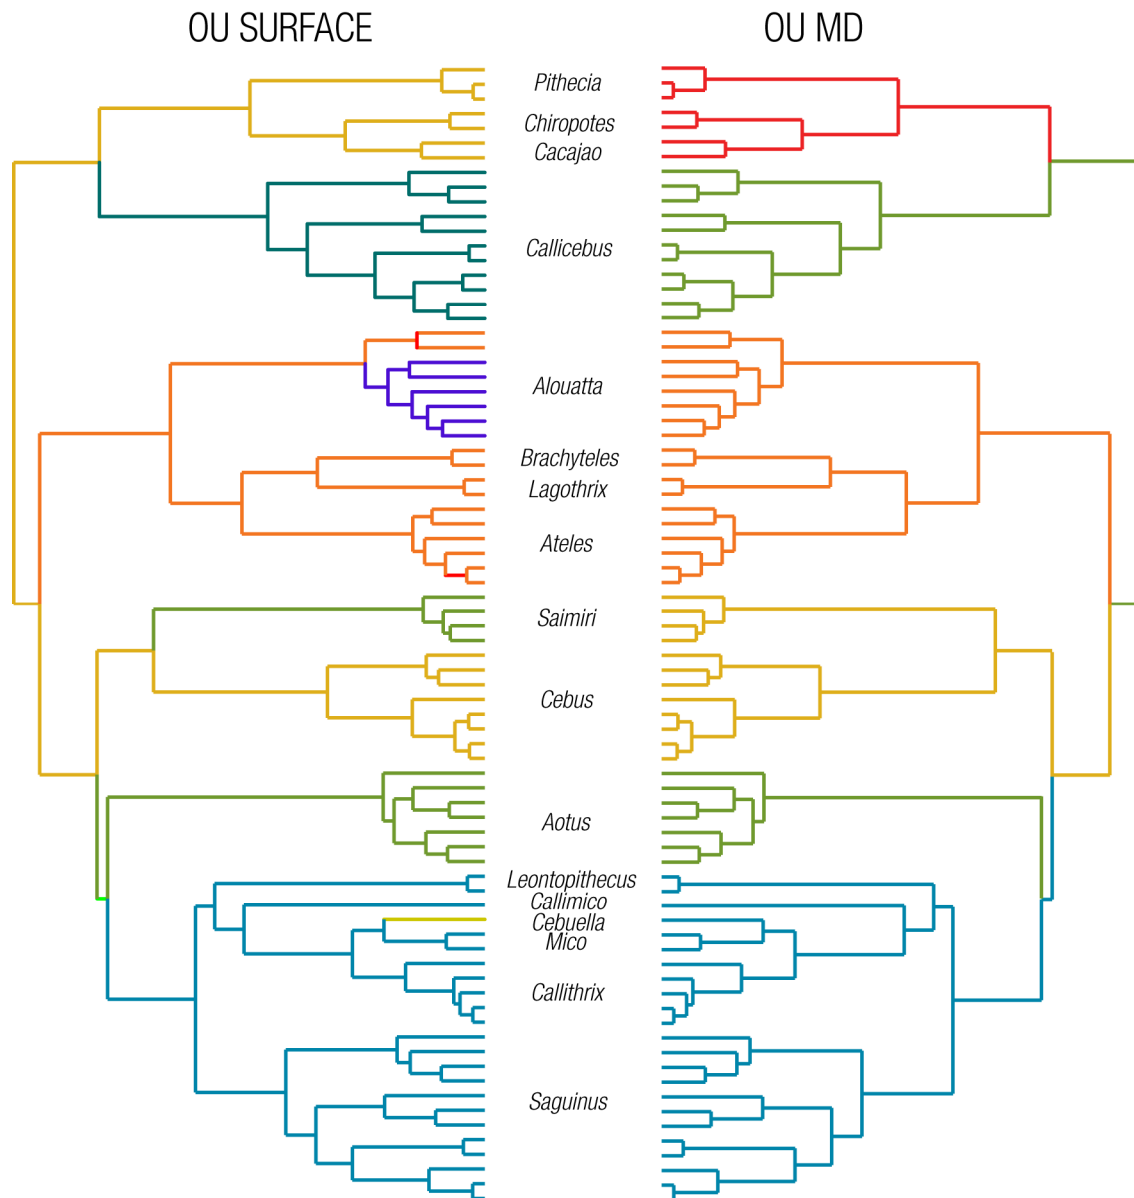 OU SURFACE
OU MD
Pithecia
Chiropotes
Cacajao
Callicebus
Alouatta
Brachyteles
Lagothrix
Ateles
Saimiri
Cebus
Aotus
Leontopithecus
Callimico
Cebuella
Mico
Callithrix
Saguinus